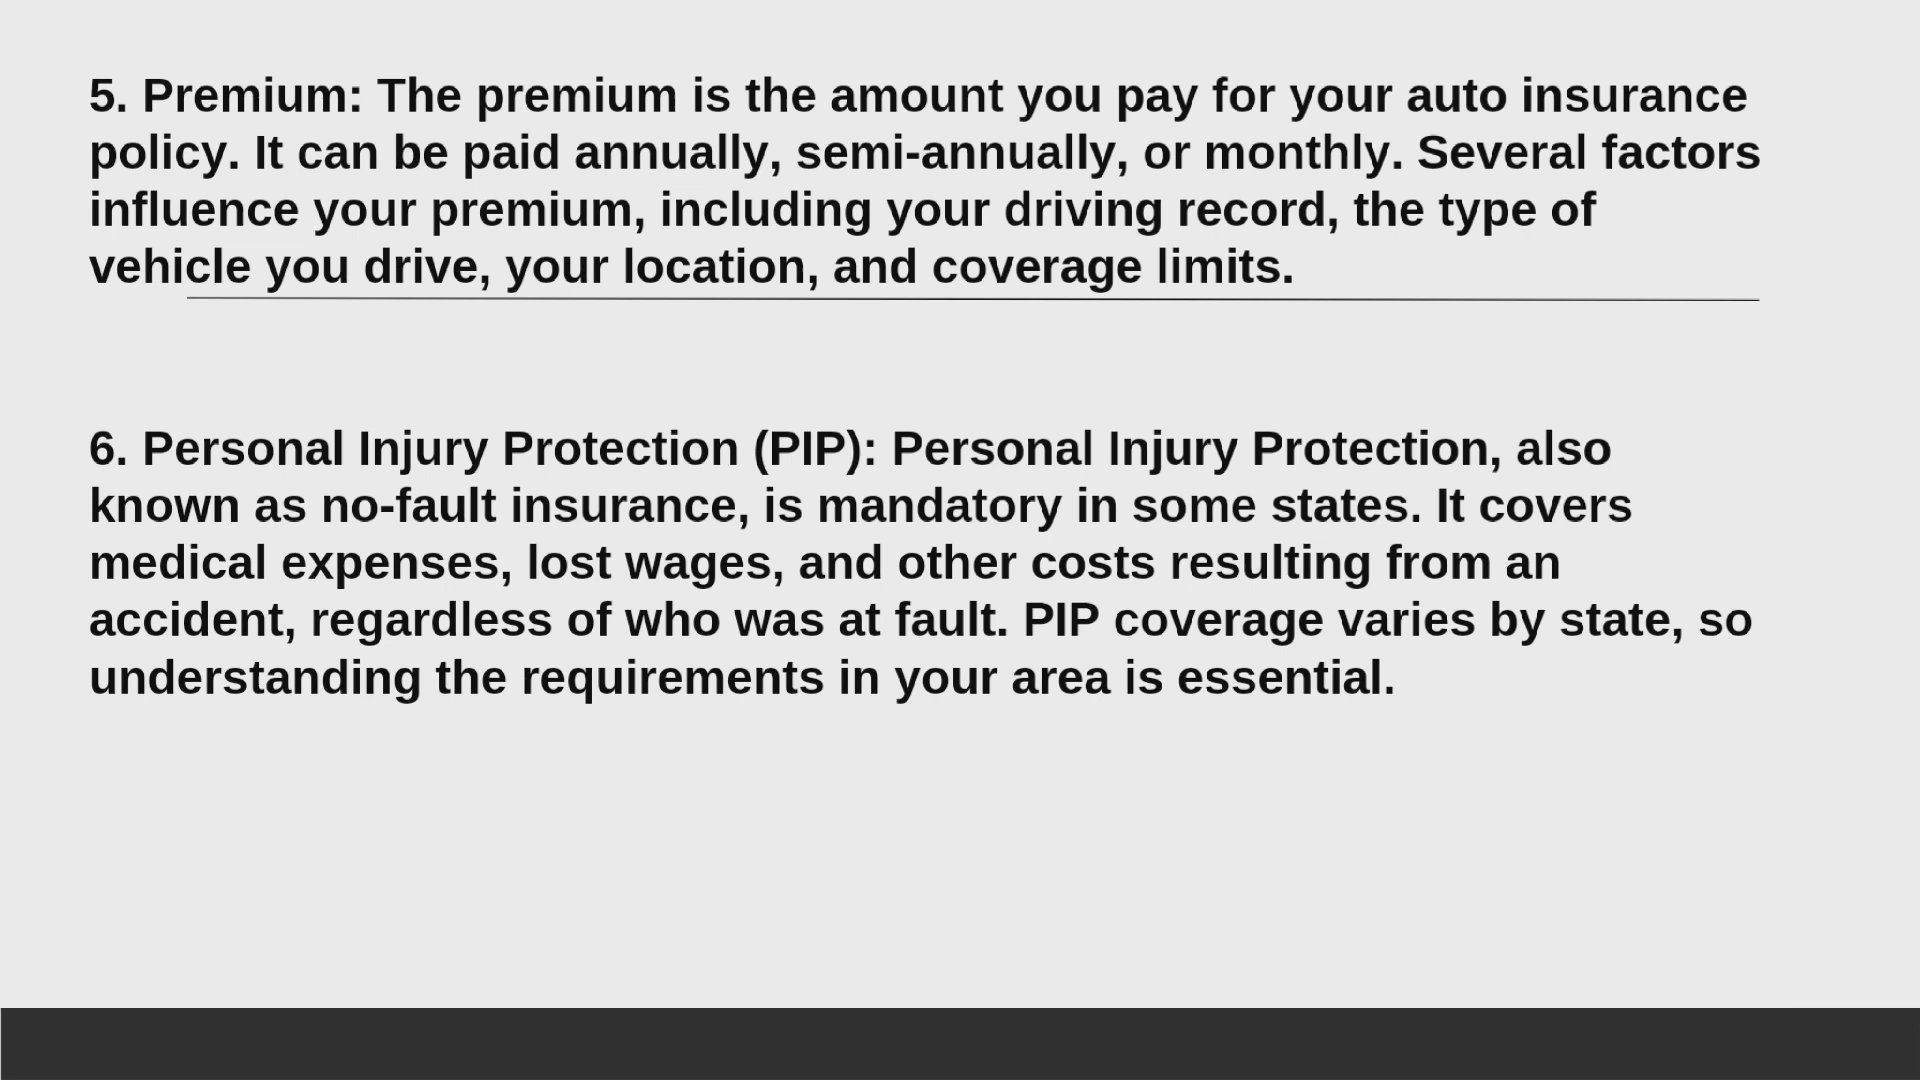 5. Premium: The premium is the amount you pay for your auto insurance
policy. It can be paid annually, semi-annually, or monthly. Several factors
influence your premium, including your driving record, the type of
vehicle you drive, your location, and coverage limits.
6. Personal Injury Protection (PIP): Personal Injury Protection, also
known as no-fault insurance, is mandatory in some states. It covers
medical expenses, lost wages, and other costs resulting from an
accident, regardless of who was at fault. PIP coverage varies by state, so
understanding the requirements in your area is essential.